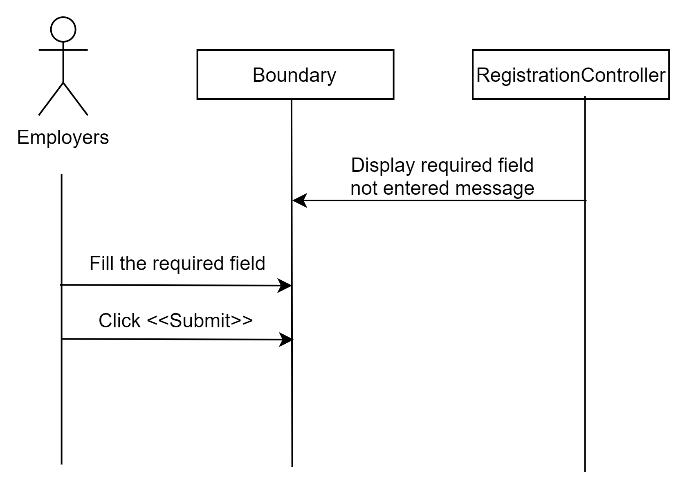 Boundary
RegistrationController
Employers
Display required field
not entered message
Fill the required field
Click <<Submit>>